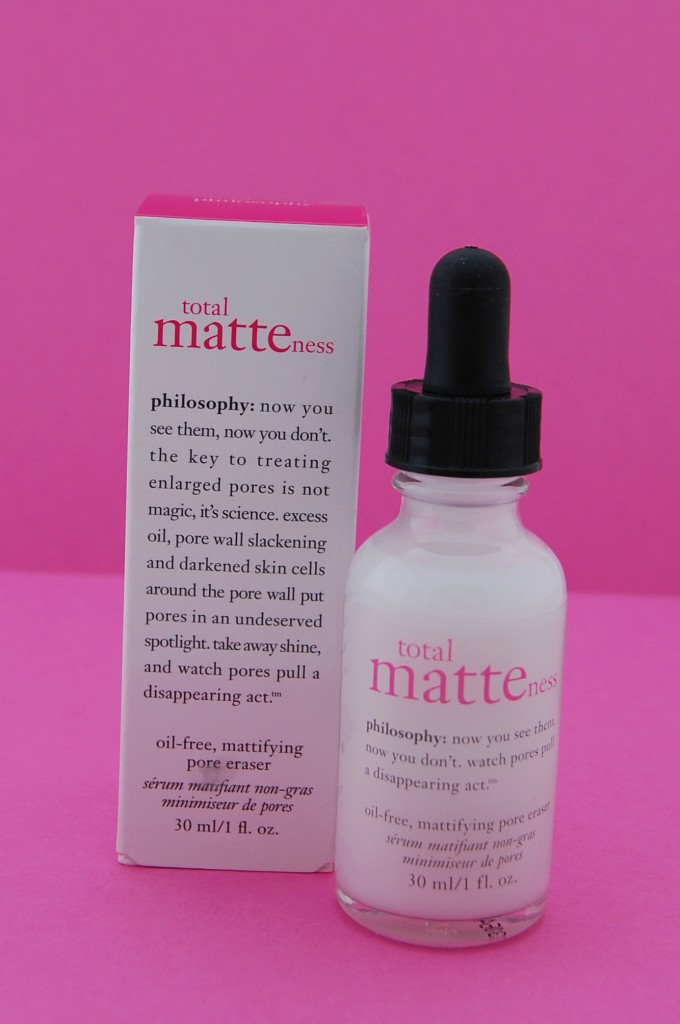 philosophy
total
matteness
philosophy: now you
see them, now you don't.
the key to treating
enlarged pores is not
magic, it's science. excess
oil, pore wall slackening
and darkened skin cells
around the pore wall put
pores in an undeserved
spotlight. take away shine,
and watch pores pull a
disappearing act.™
oil-free, mattifying
pore eraser
sérum matifiant non-gras
minimiseur de pores
30 ml/1 fl. oz.
total
matteness
philosophy: now you see them,
now you don't. watch pores pull
a disappearing act.™
oil-free, mattifying pore eraser
sérum matifiant non-gras
minimiseur de pores
30 ml/1 fl. oz.